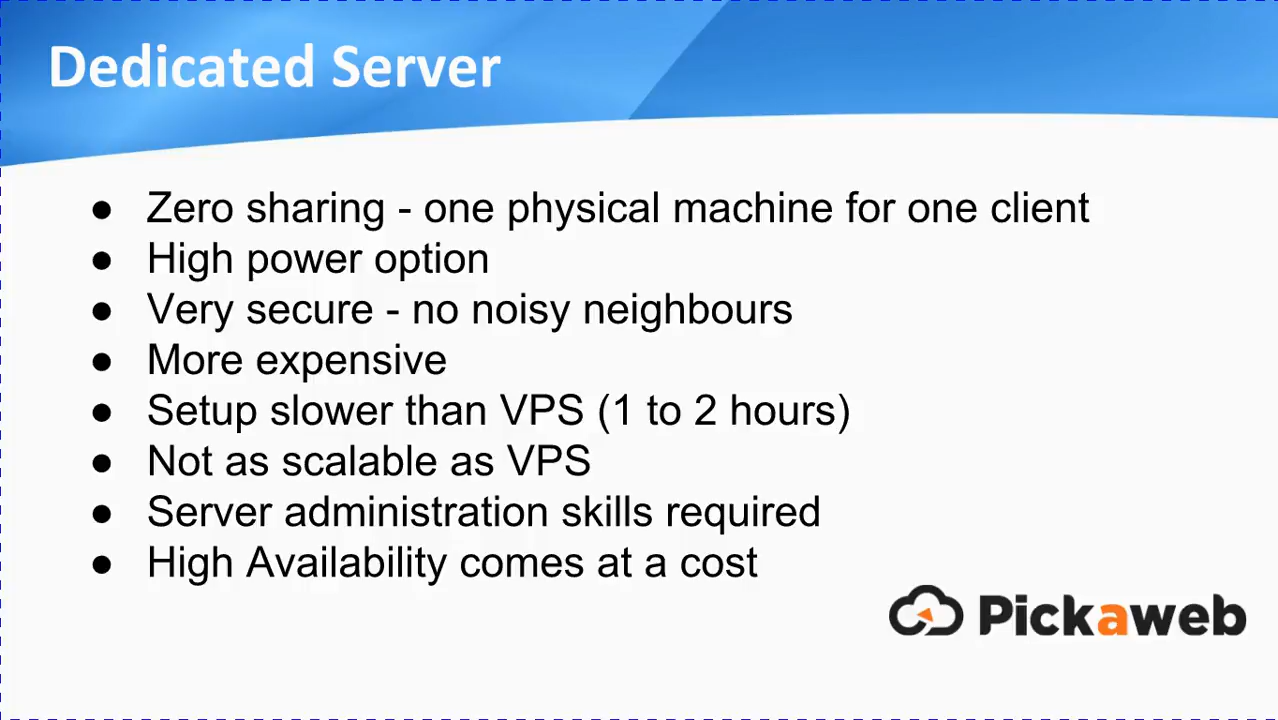 Dedicated Server
● Zero sharing - one physical machine for one client
● High power option
● Very secure - no noisy neighbours
● More expensive
● Setup slower than VPS (1 to 2 hours)
● Not as scalable as VPS
● Server administration skills required
● High Availability comes at a cost
Pickaweb